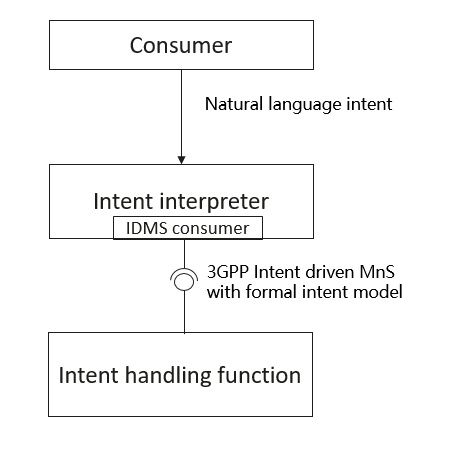 Consumer
Natural language intent
Intent interpreter
IDMS consumer
3GPP Intent driven MnS
with formal intent model
Intent handling function